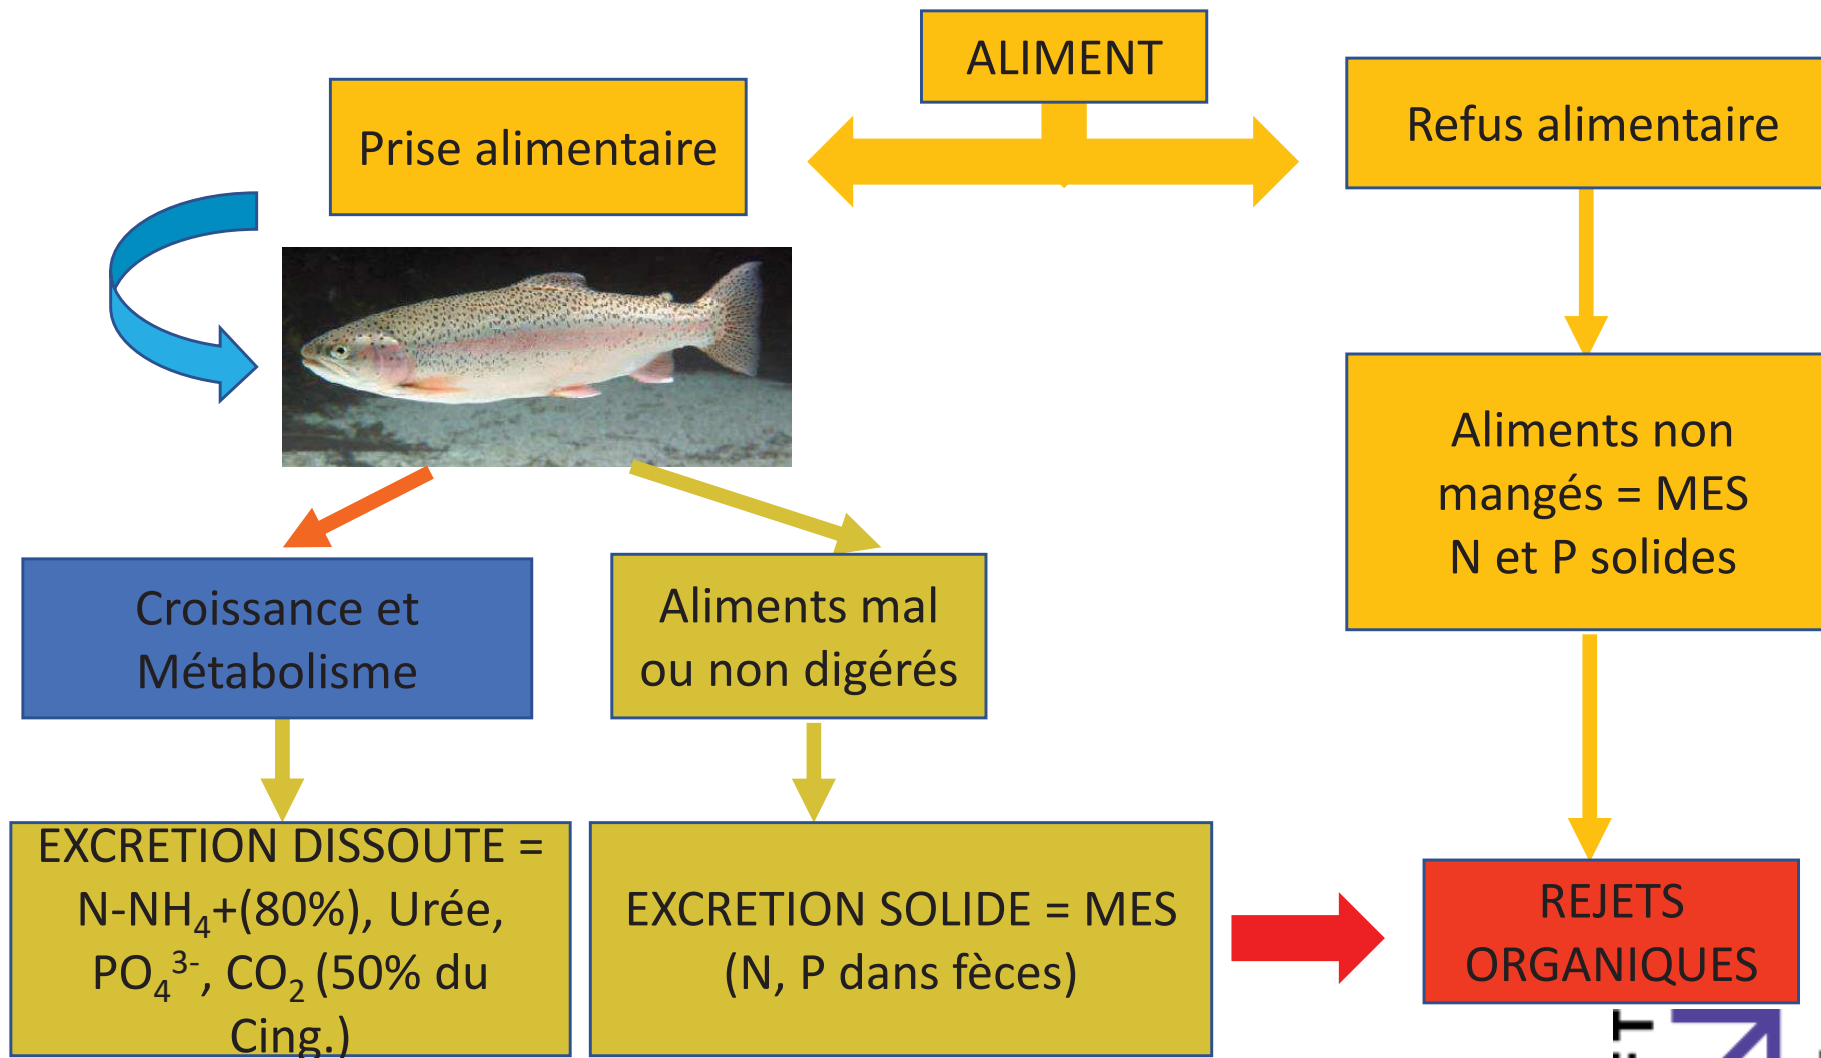 ALIMENT
Prise alimentaire
Refus alimentaire
Aliments non
mangés = MES
N et P solides
Croissance et
Métabolisme
Aliments mal
ou non digérés
EXCRETION DISSOUTE =
N-NH₄+(80%), Urée,
PO₄³⁻, CO₂ (50% du
Cing.)
EXCRETION SOLIDE = MES
(N, P dans fèces)
REJETS
ORGANIQUES